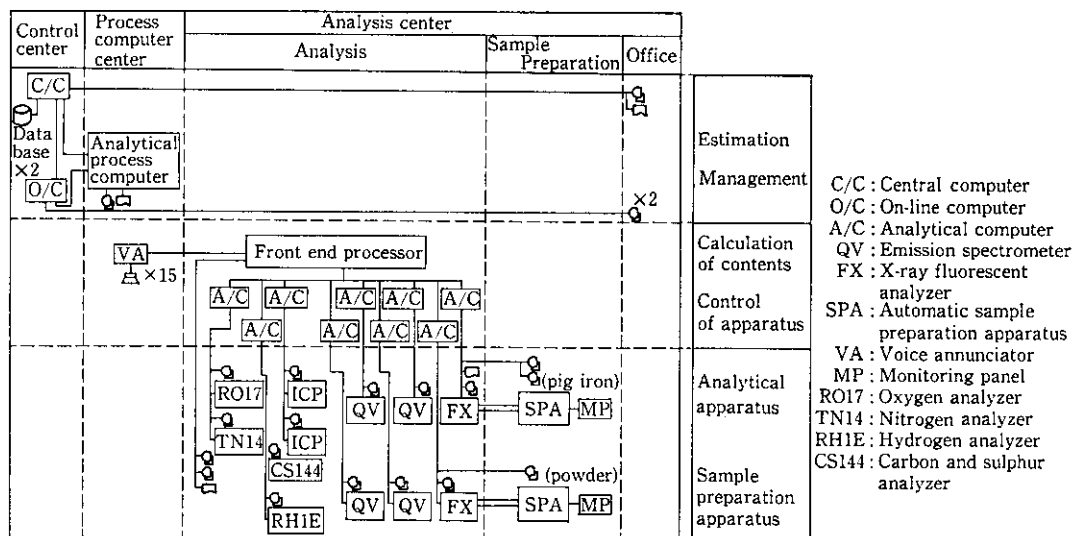 Control
center
Process
computer
center
Analysis center
Analysis
Sample
Preparation
Office
C/C
Data
base
×2
O/C
Analytical
process
computer
×2
Estimation
Management
VA
×15
Front end processor
A/C
A/C
A/C
A/C
A/C
A/C
A/C
A/C
Calculation
of contents
Control
of apparatus
RO17
ICP
QV
QV
FX
(pig iron)
SPA
MP
TN14
ICP
CS144
QV
QV
FX
(powder)
SPA
MP
RH1E
Analytical
apparatus
Sample
preparation
apparatus
C/C : Central computer
O/C : On-line computer
A/C : Analytical computer
QV : Emission spectrometer
FX : X-ray fluorescent
analyzer
SPA : Automatic sample
preparation apparatus
VA : Voice annunciator
MP : Monitoring panel
RO17 : Oxygen analyzer
TN14 : Nitrogen analyzer
RH1E : Hydrogen analyzer
CS144 : Carbon and sulphur
analyzer